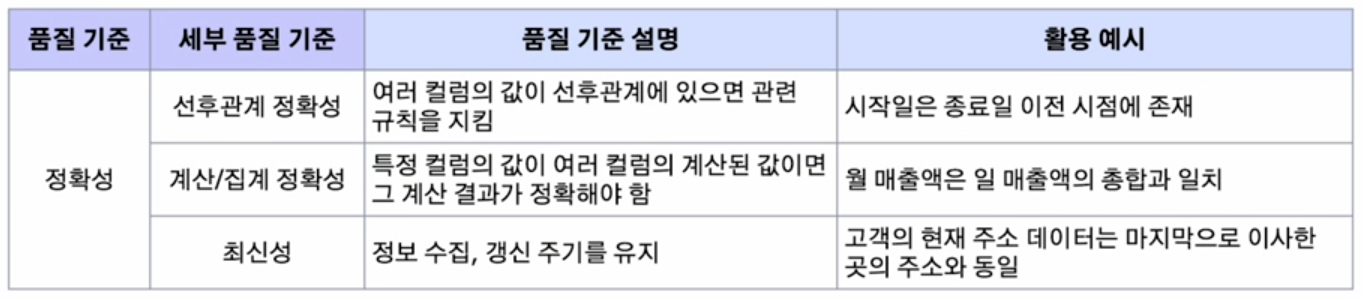 품질 기준 세부 품질 기준 품질 기준 설명 활용 예시
정확성
선후관계 정확성
여러 컬럼의 값이 선후관계에 있으면 관련
규칙을 지킴
시작일은 종료일 이전 시점에 존재
계산/집계 정확성
특정 컬럼의 값이 여러 컬럼의 계산된 값이면
그 계산 결과가 정확해야 함
월 매출액은 일 매출액의 총합과 일치
최신성
정보 수집, 갱신 주기를 유지
고객의 현재 주소 데이터는 마지막으로 이사한
곳의 주소와 동일